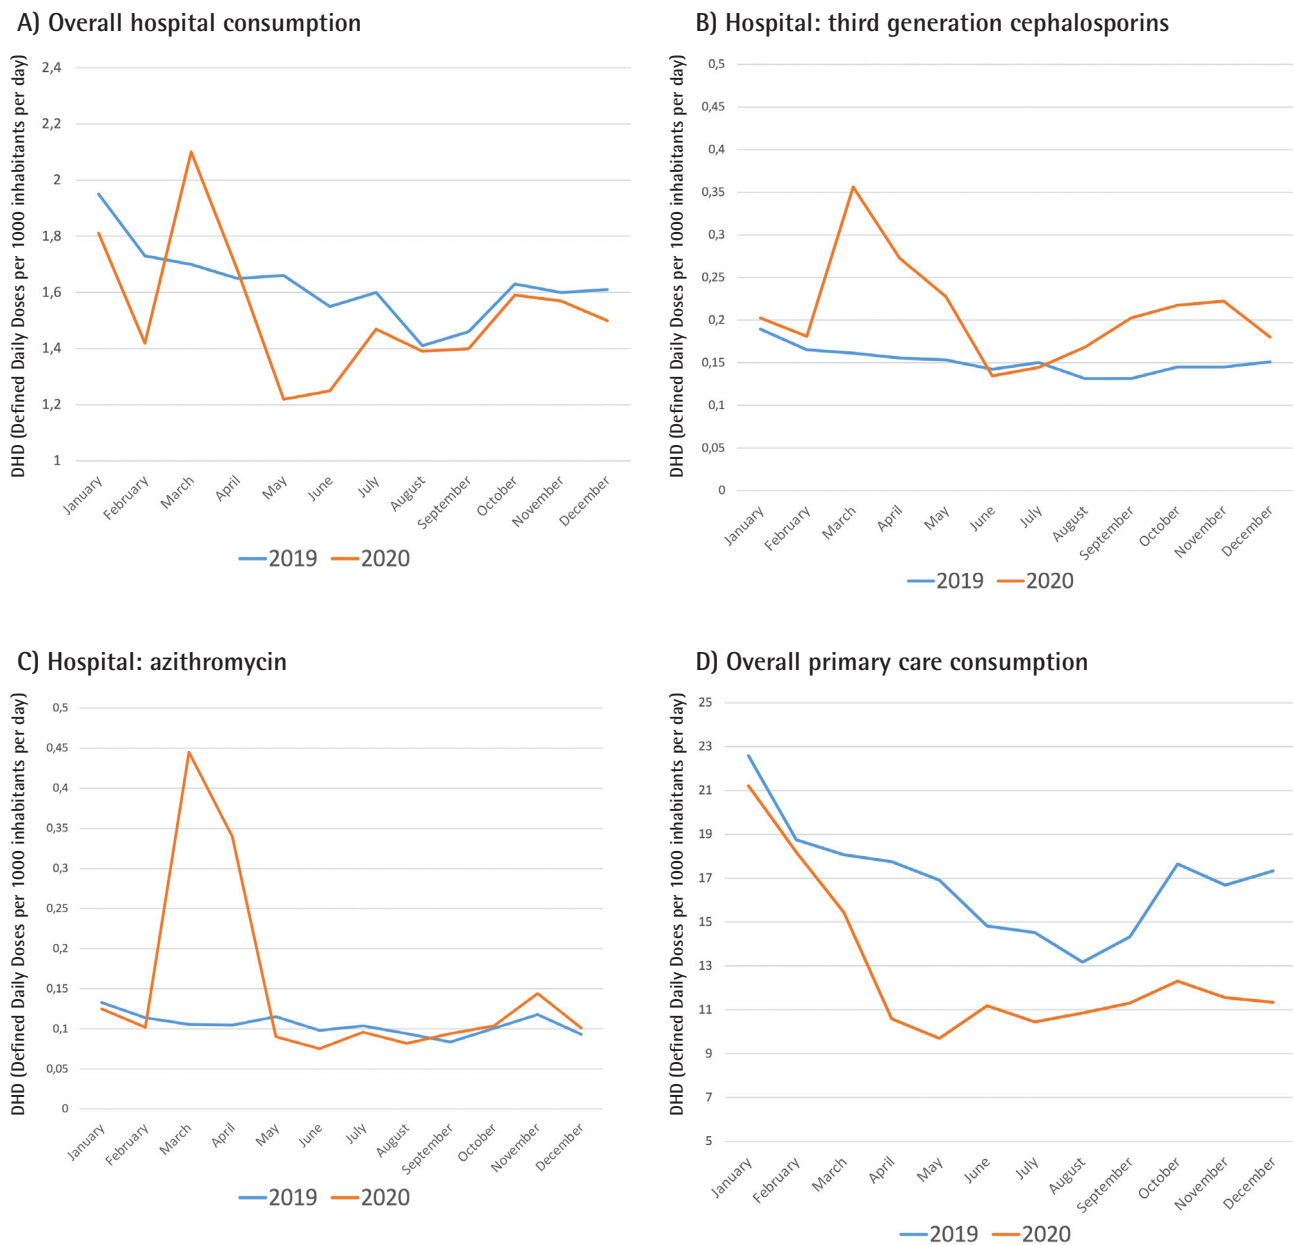 A) Overall hospital consumption
DHD (Defined Daily Doses per 1000 inhabitants per day)
2,4
2,2
2
1,8
1,6
1,4
1,2
1
January
February
March
April
May
June
July
August
September
October
November
December
2019
2020
B) Hospital: third generation cephalosporins
DHD (Defined Daily Doses per 1000 inhabitants per day)
0,5
0,45
0,4
0,35
0,3
0,25
0,2
0,15
0,1
0,05
0
January
February
March
April
May
June
July
August
September
October
November
December
2019
2020
C) Hospital: azithromycin
DHD (Defined Daily Doses per 1000 inhabitants per day)
0,5
0,45
0,4
0,35
0,3
0,25
0,2
0,15
0,1
0,05
0
January
February
March
April
May
June
July
August
September
October
November
December
2019
2020
D) Overall primary care consumption
DHD (Defined Daily Doses per 1000 inhabitants per day)
25
23
21
19
17
15
13
11
9
7
5
January
February
March
April
May
June
July
August
September
October
November
December
2019
2020